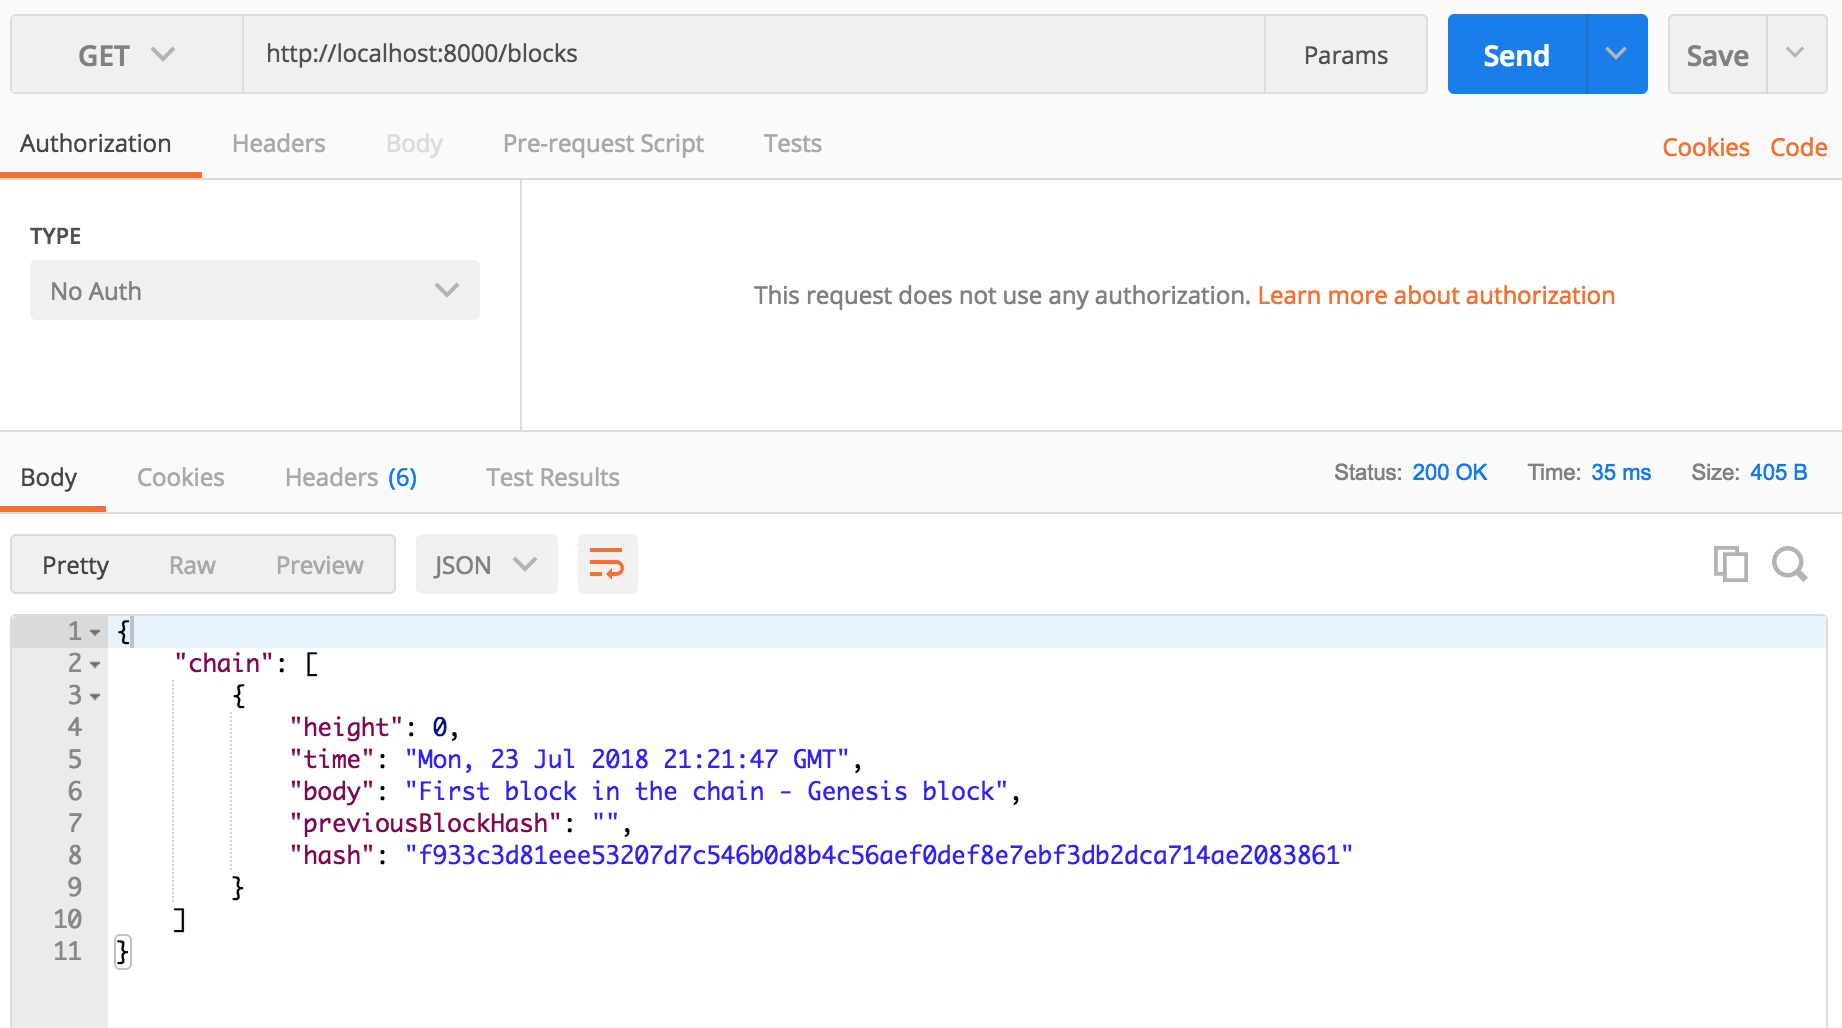 GET http://localhost:8000/blocks Params Send Save
Authorization Headers Body Pre-request Script Tests Cookies Code
TYPE
No Auth
This request does not use any authorization. Learn more about authorization
Body Cookies Headers (6) Test Results Status: 200 OK Time: 35 ms Size: 405 B
Pretty Raw Preview JSON
1 {
2 "chain": [
3 {
4 "height": 0,
5 "time": "Mon, 23 Jul 2018 21:21:47 GMT",
6 "body": "First block in the chain - Genesis block",
7 "previousBlockHash": "",
8 "hash": "f933c3d81eee53207d7c546b0d8b4c56aef0def8e7ebf3db2dca714ae2083861"
9 }
10 ]
11 }